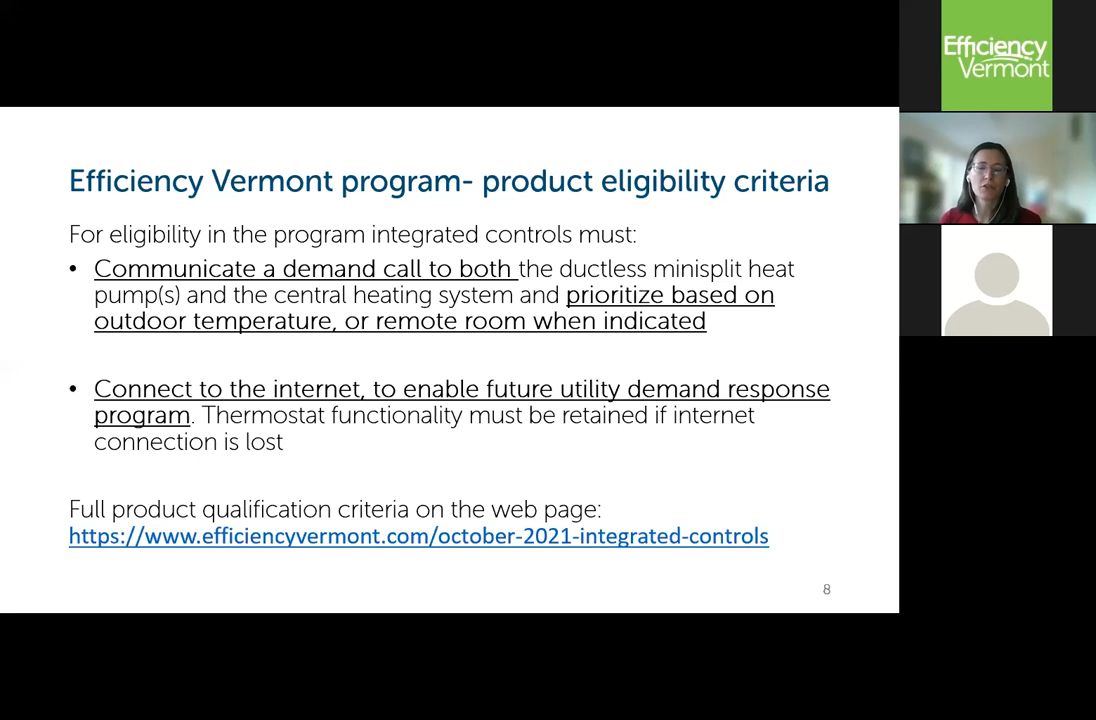 Efficiency
Vermont
Efficiency Vermont program- product eligibility criteria
For eligibility in the program integrated controls must:
• Communicate a demand call to both the ductless minisplit heat
pump(s) and the central heating system and prioritize based on
outdoor temperature, or remote room when indicated
• Connect to the internet, to enable future utility demand response
program. Thermostat functionality must be retained if internet
connection is lost
Full product qualification criteria on the web page:
https://www.efficiencyvermont.com/october-2021-integrated-controls
8